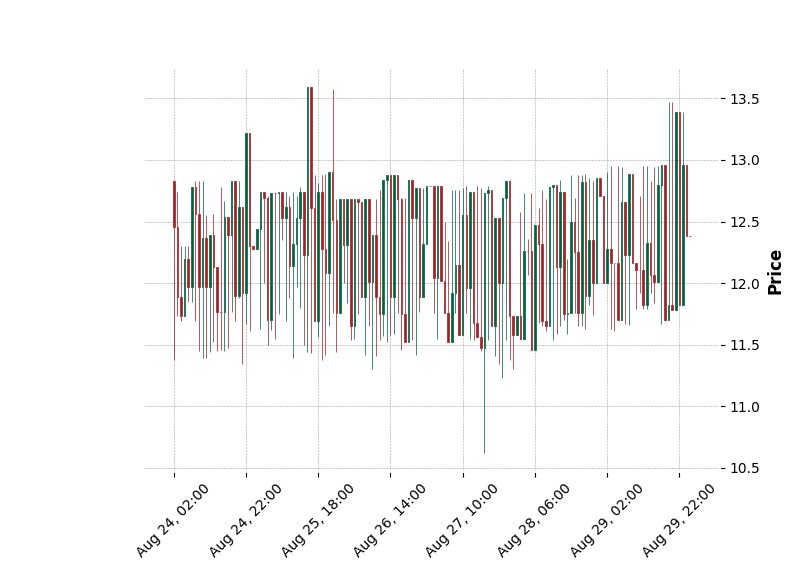 13.5
13.0
12.5
12.0
11.5
11.0
10.5
Price
Aug 24, 02:00
Aug 24, 22:00
Aug 25, 18:00
Aug 26, 14:00
Aug 27, 10:00
Aug 28, 06:00
Aug 29, 02:00
Aug 29, 22:00